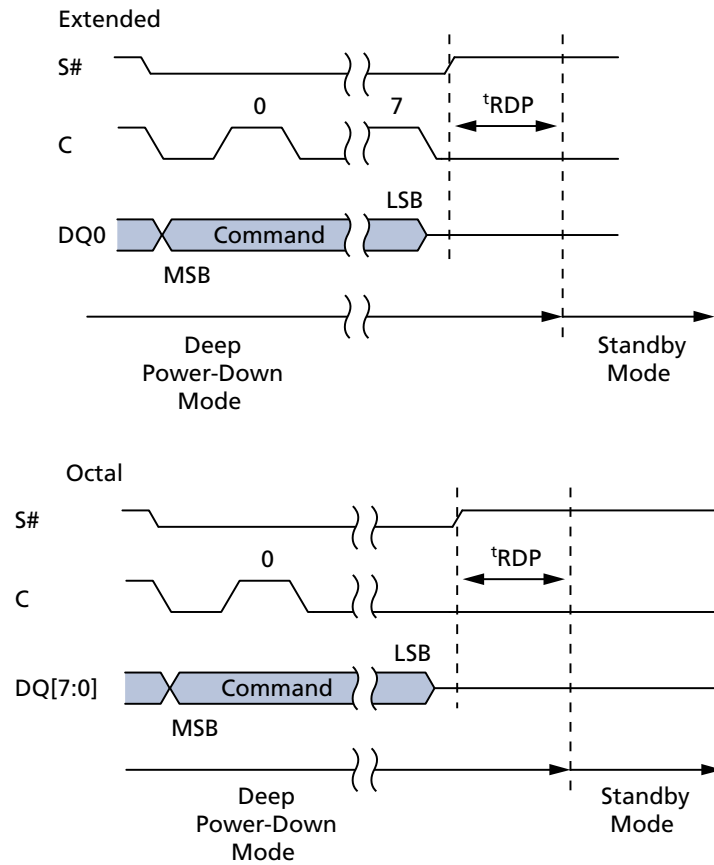 Extended
S#
0 7
tRDP
C
LSB
DQ0
Command
MSB
Deep
Power-Down
Mode
Standby
Mode
Octal
S#
0
tRDP
C
LSB
DQ[7:0]
Command
MSB
Deep
Power-Down
Mode
Standby
Mode